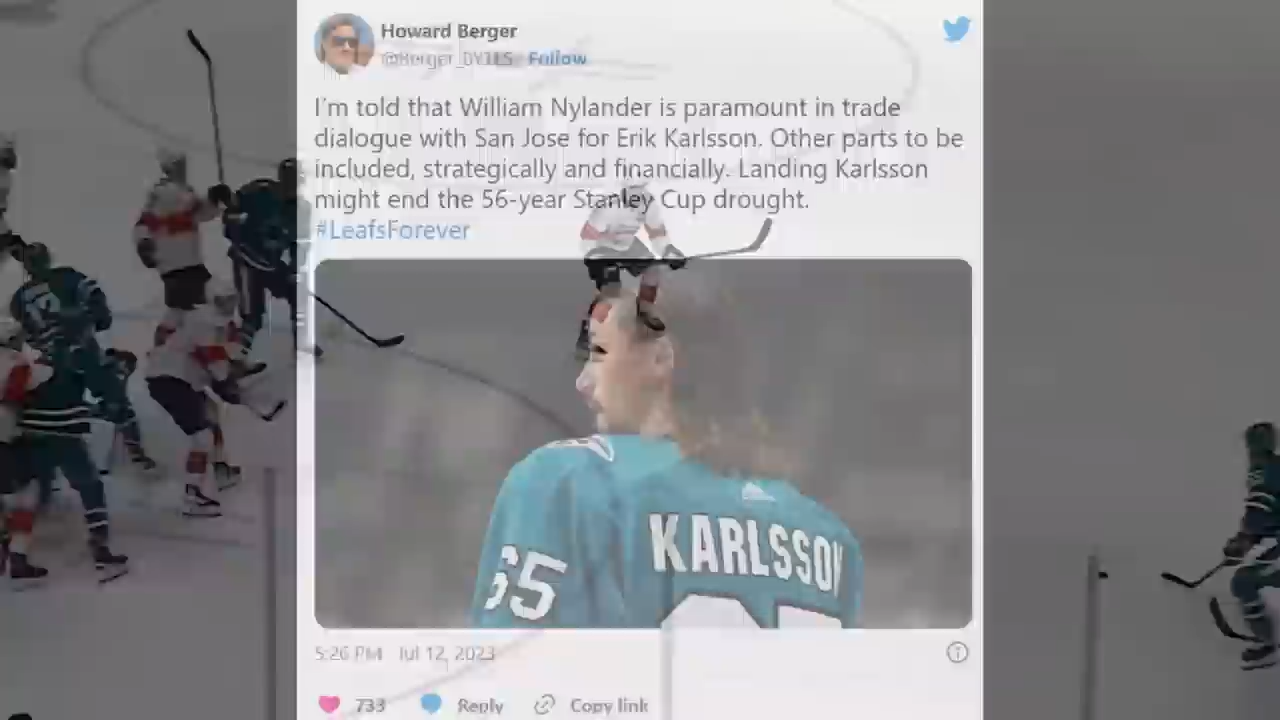 Howard Berger
@Berger_BYTES · Follow
I'm told that William Nylander is paramount in trade
dialogue with San Jose for Erik Karlsson. Other parts to be
included, strategically and financially. Landing Karlsson
might end the 56-year Stanley Cup drought.
#LeafsForever
KARLSSON
65
5:26 PM · Jul 12, 2023
733 Reply Copy link